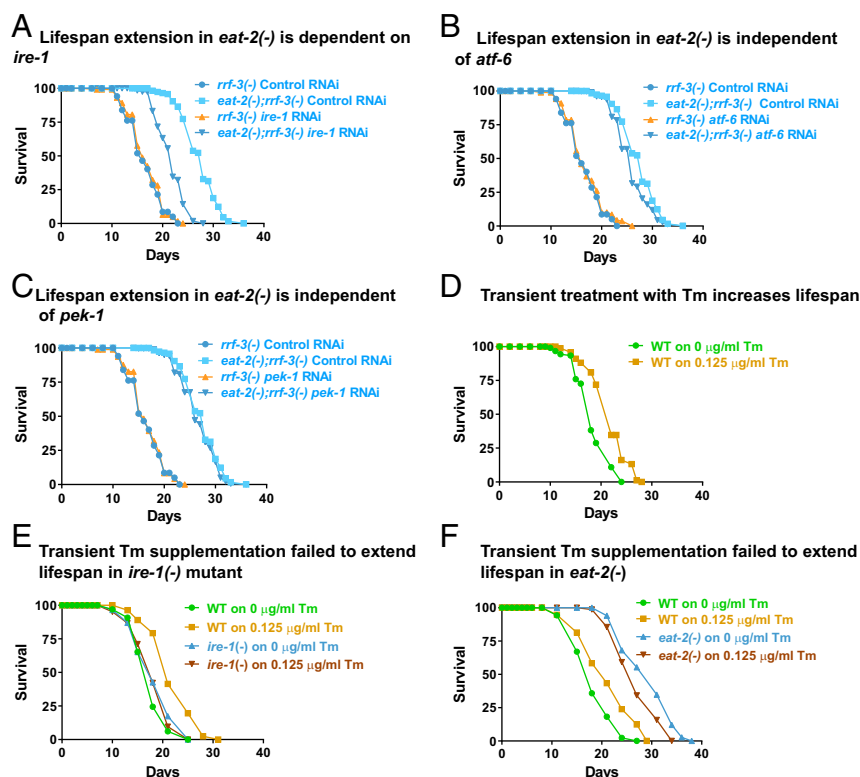 A Lifespan extension in eat-2(-) is dependent on
ire-1
rrf-3(-) Control RNAi
eat-2(-);rrf-3(-) Control RNAi
rrf-3(-) ire-1 RNAi
eat-2(-);rrf-3(-) ire-1 RNAi
Survival
100
75
50
25
0
0 10 20 30 40
Days
B Lifespan extension in eat-2(-) is independent
of atf-6
rrf-3(-) Control RNAi
eat-2(-);rrf-3(-) Control RNAi
rrf-3(-) atf-6 RNAi
eat-2(-);rrf-3(-) atf-6 RNAi
Survival
100
75
50
25
0
0 10 20 30 40
Days
C Lifespan extension in eat-2(-) is independent
of pek-1
rrf-3(-) Control RNAi
eat-2(-);rrf-3(-) Control RNAi
rrf-3(-) pek-1 RNAi
eat-2(-);rrf-3(-) pek-1 RNAi
Survival
100
75
50
25
0
0 10 20 30 40
Days
D Transient treatment with Tm increases lifespan
WT on 0 μg/ml Tm
WT on 0.125 μg/ml Tm
Survival
100
75
50
25
0
0 10 20 30 40
Days
E Transient Tm supplementation failed to extend
lifespan in ire-1(-) mutant
WT on 0 μg/ml Tm
WT on 0.125 μg/ml Tm
ire-1(-) on 0 μg/ml Tm
ire-1(-) on 0.125 μg/ml Tm
Survival
100
75
50
25
0
0 10 20 30 40
Days
F Transient Tm supplementation failed to extend
lifespan in eat-2(-)
WT on 0 μg/ml Tm
WT on 0.125 μg/ml Tm
eat-2(-) on 0 μg/ml Tm
eat-2(-) on 0.125 μg/ml Tm
Survival
100
75
50
25
0
0 10 20 30 40
Days